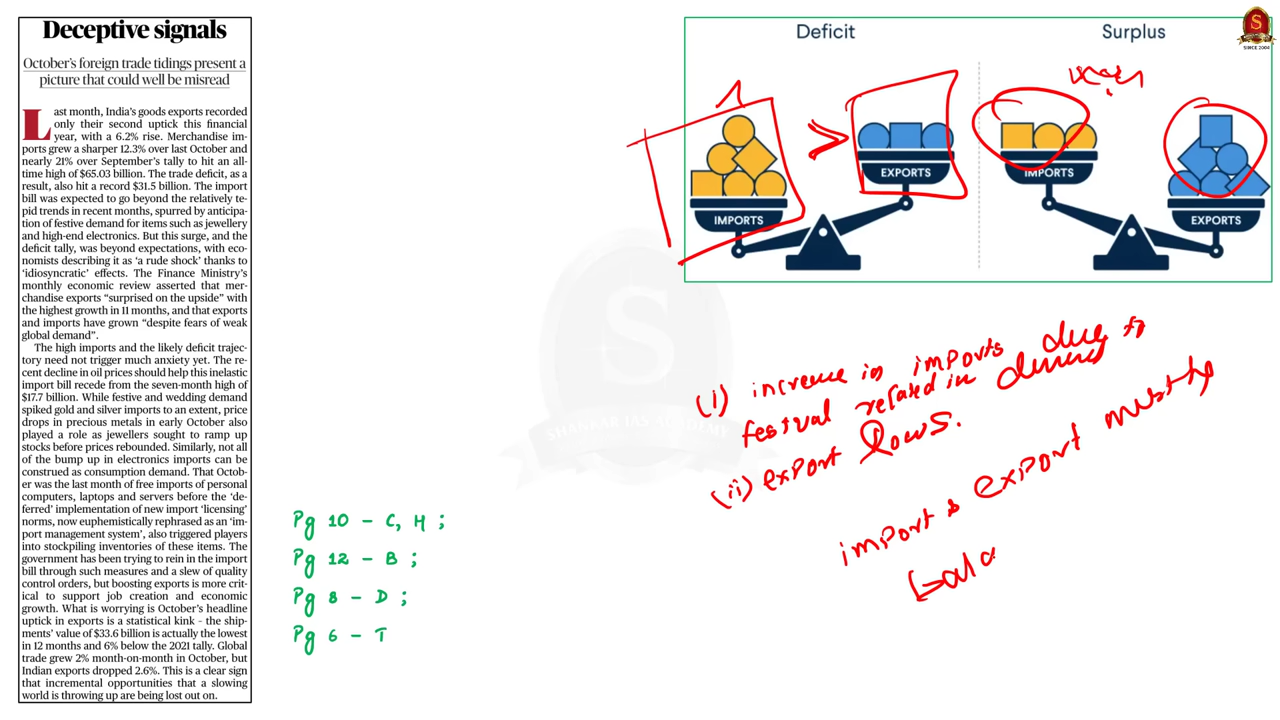 Deceptive signals
October's foreign trade tidings present a
picture that could well be misread
Last month, India's goods exports recorded
only their second uptick this financial
year, with a 6.2% rise. Merchandise im-
ports grew a sharper 12.3% over last October and
nearly 21% over September's tally to hit an all-
time high of $65.03 billion. The trade deficit, as a
result, also hit a record $31.5 billion. The import
bill was expected to go beyond the relatively te-
pid trends in recent months, spurred by anticipa-
tion of festive demand for items such as jewellery
and high-end electronics. But this surge, and the
deficit tally, was beyond expectations, with eco-
nomists describing it as 'a rude shock' thanks to
'idiosyncratic' effects. The Finance Ministry's
monthly economic review asserted that mer-
chandise exports "surprised on the upside" with
the highest growth in 11 months, and that exports
and imports have grown "despite fears of weak
global demand".
The high imports and the likely deficit trajec-
tory need not trigger much anxiety yet. The re-
cent decline in oil prices should help this inelastic
import bill recede from the seven-month high of
$17.7 billion. While festive and wedding demand
spiked gold and silver imports to an extent, price
drops in precious metals in early October also
played a role as jewellers sought to ramp up
stocks before prices rebounded. Similarly, not all
of the bump up in electronics imports can be
construed as consumption demand. That Octob-
er was the last month of free imports of personal
computers, laptops and servers before the 'de-
ferred' implementation of new import 'licensing'
norms, now euphemistically rephrased as an 'im-
port management system', also triggered players
into stockpiling inventories of these items. The
government has been trying to rein in the import
bill through such measures and a slew of quality
control orders, but boosting exports is more crit-
ical to support job creation and economic
growth. What is worrying is October's headline
uptick in exports is a statistical kink - the ship-
ments' value of $33.6 billion is actually the lowest
in 12 months and 6% below the 2021 tally. Global
trade grew 2% month-on-month in October, but
Indian exports dropped 2.6%. This is a clear sign
that incremental opportunities that a slowing
world is throwing up are being lost out on.
Pg 10 - C, H ;
Pg 12 - B ;
Pg 8 - D ;
Pg 6 - T
Deficit
Surplus
>
IMPORTS
EXPORTS
IMPORTS
EXPORTS
S
SINCE 2004
S
SHANKAR IAS ACADEMY
(i) increase in imports due to
festival related in demand
(ii) export lows.
import & export